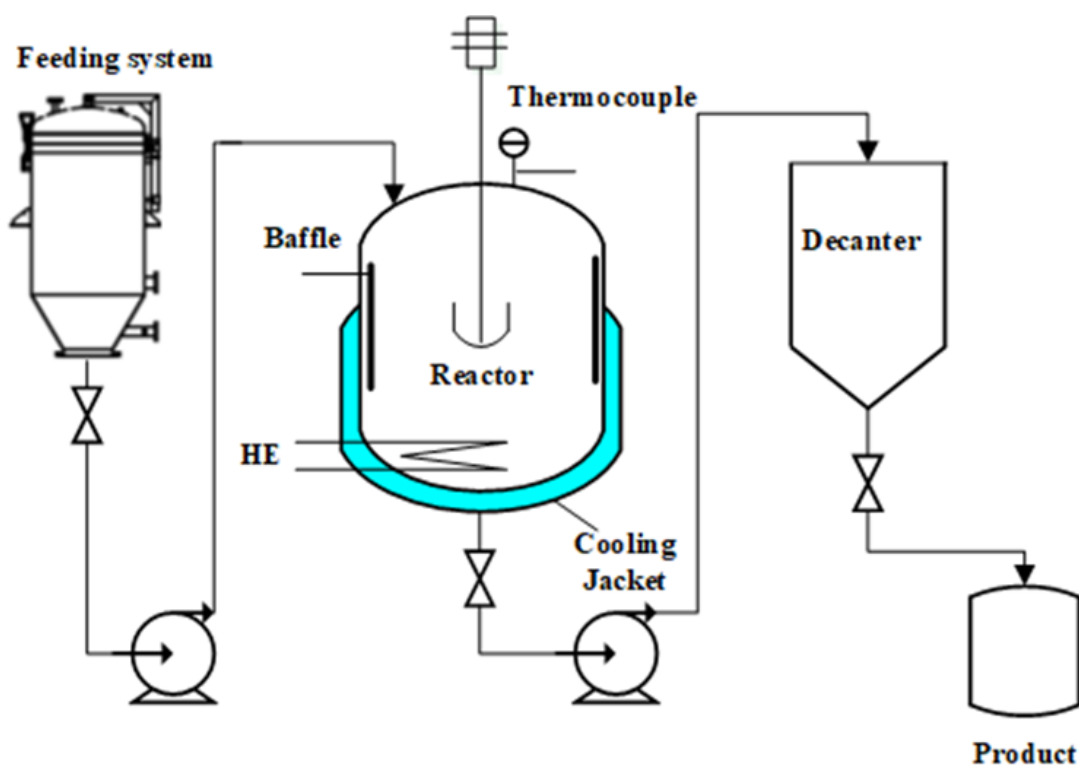 Feeding system
Thermocouple
Baffle
Decanter
Reactor
HE
Cooling
Jacket
Product